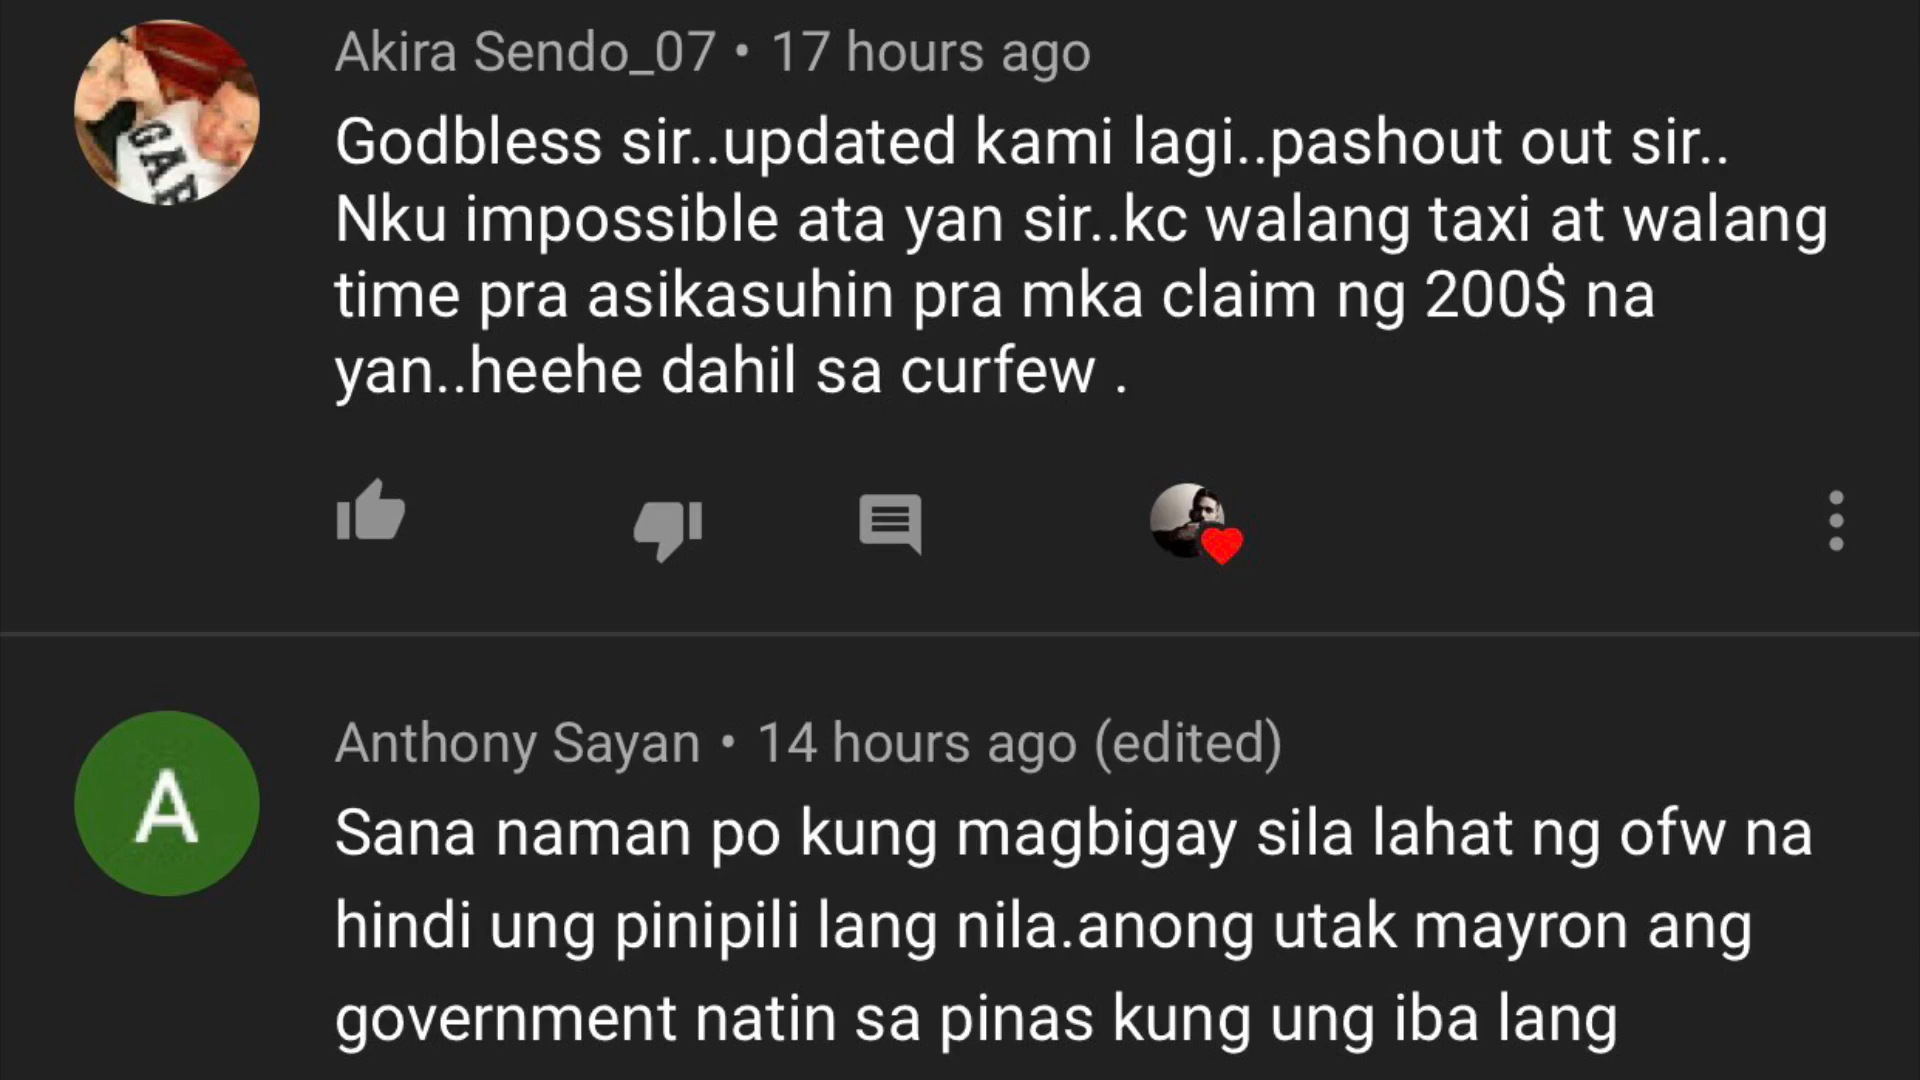 Akira Sendo_07 • 17 hours ago
Godbless sir..updated kami lagi..pashout out sir..
Nku impossible ata yan sir..kc walang taxi at walang
time pra asikasuhin pra mka claim ng 200$ na
yan..heehe dahil sa curfew .
A
Anthony Sayan • 14 hours ago (edited)
Sana naman po kung magbigay sila lahat ng ofw na
hindi ung pinipili lang nila.anong utak mayron ang
government natin sa pinas kung ung iba lang